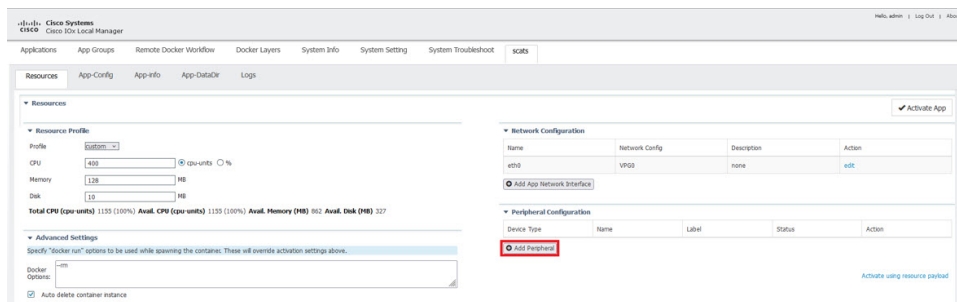 Hello, admin | Log Out | Abo
Cisco Systems
CISCO Cisco IOx Local Manager
Applications App Groups Remote Docker Workflow Docker Layers System Info System Setting System Troubleshoot scats
Resources App-Config App-info App-DataDir Logs
Resources
Activate App
Resource Profile
Profile custom
CPU 400 cpu-units %
Memory 128 MB
Disk 10 MB
Total CPU (cpu-units) 1155 (100%) Avail. CPU (cpu-units) 1155 (100%) Avail. Memory (MB) 862 Avail. Disk (MB) 327
Advanced Settings
Specify "docker run" options to be used while spawning the container. These will override activation settings above.
Docker Options: --rm
Auto delete container instance
Network Configuration
Name Network Config Description Action
eth0 VPG0 none edit
Add App Network Interface
Peripheral Configuration
Device Type Name Label Status Action
Add Peripheral
Activate using resource payload